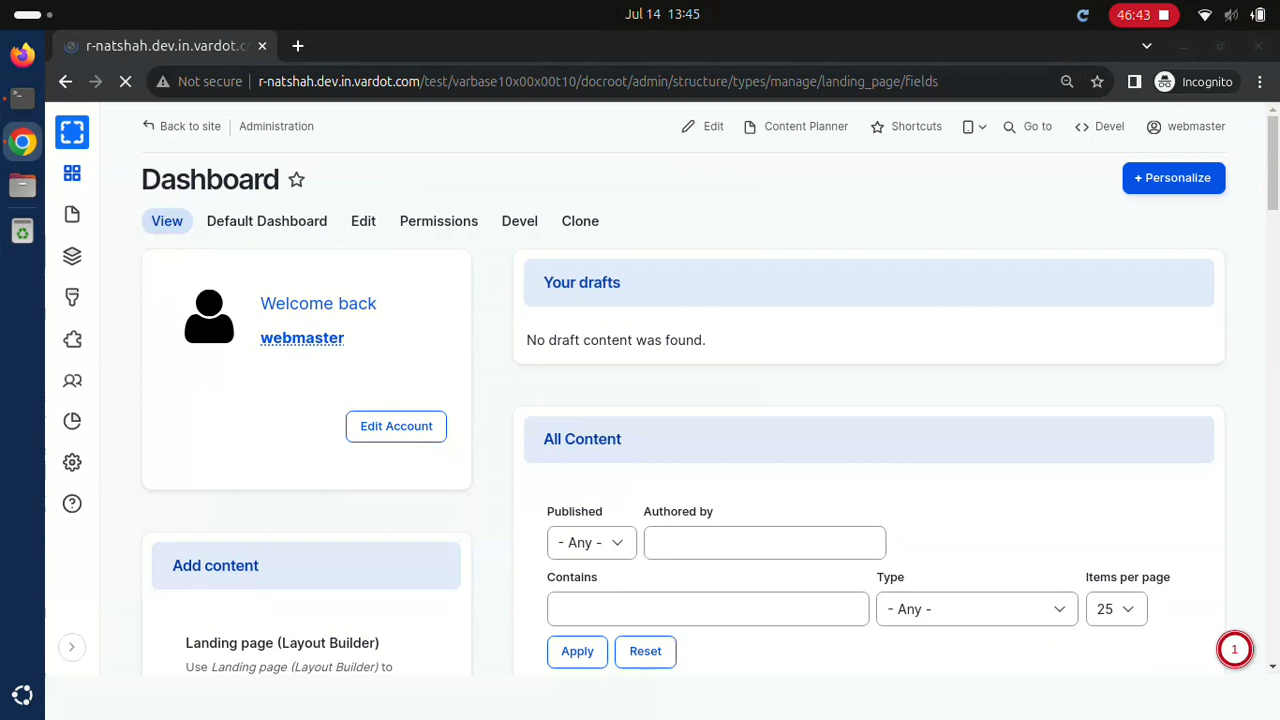 Jul 14 13:45
46:43
r-natshah.dev.in.vardot.c
Not secure
r-natshah.dev.in.vardot.com/test/varbase10x00x00t10/docroot/admin/structure/types/manage/landing_page/fields
Incognito
Back to site
Administration
Edit
Content Planner
Shortcuts
Go to
Devel
webmaster
Dashboard
+ Personalize
View
Default Dashboard
Edit
Permissions
Devel
Clone
Welcome back
webmaster
Edit Account
Your drafts
No draft content was found.
All Content
Published
Authored by
- Any -
Contains
Type
Items per page
- Any -
25
Apply
Reset
Add content
Landing page (Layout Builder)
Use Landing page (Layout Builder) to
1